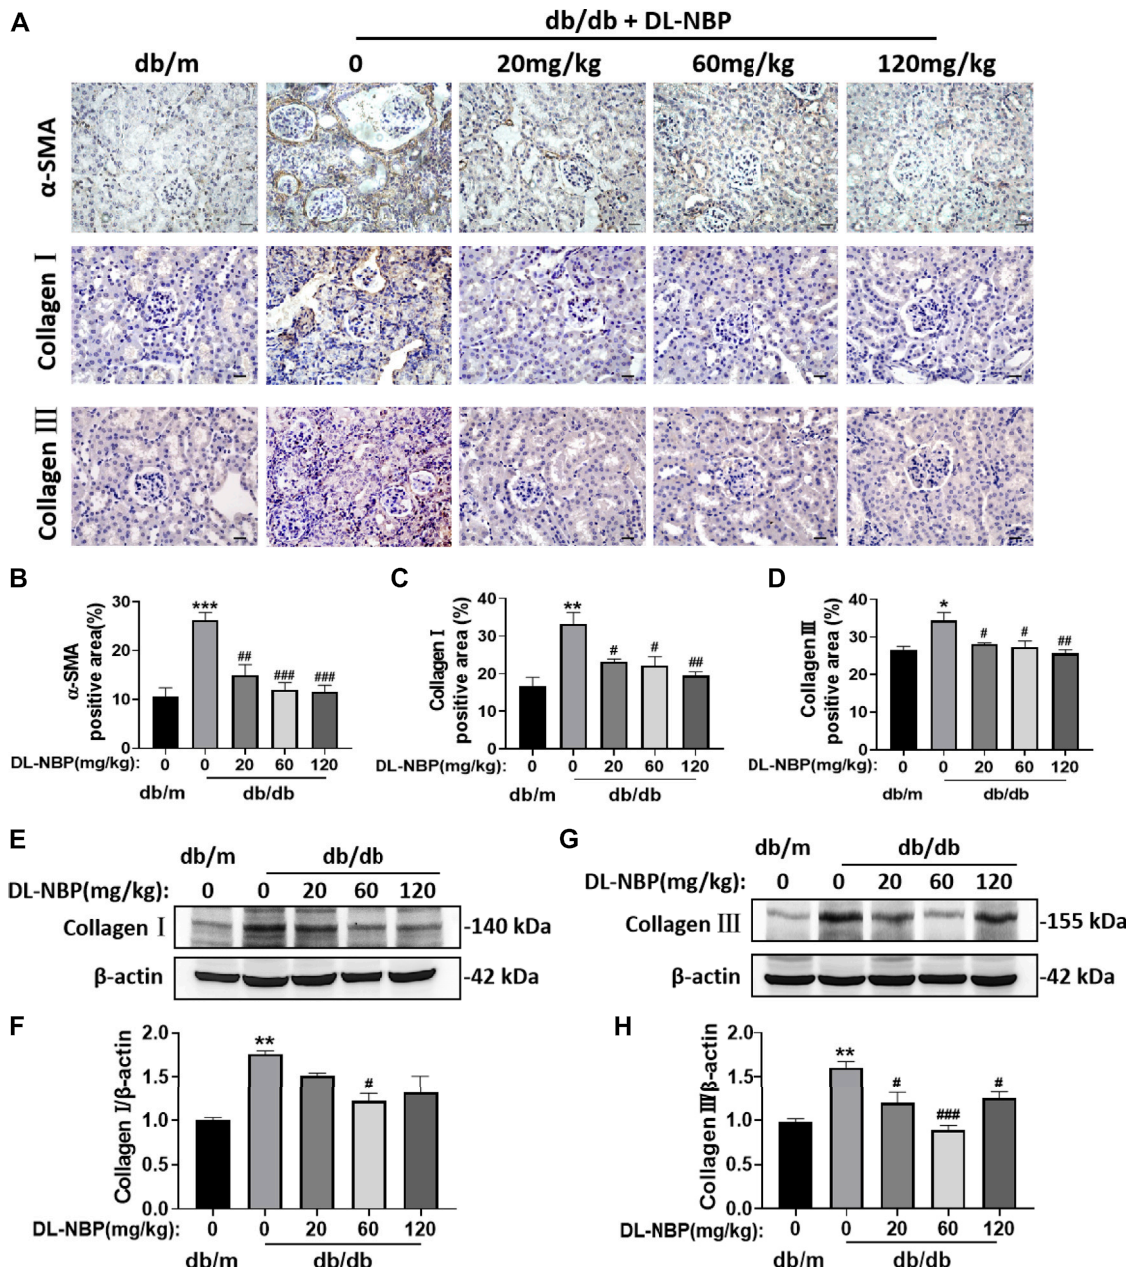 A
db/db + DL-NBP
db/m 0 20mg/kg 60mg/kg 120mg/kg
α-SMA
Collagen Ⅰ
Collagen Ⅲ
B
α-SMA
positive area(%)
30
20
10
0
*** ## ### ###
DL-NBP(mg/kg): 0 0 20 60 120
db/m db/db
C
Collagen Ⅰ
positive area (%)
40
30
20
10
0
** # # ##
DL-NBP(mg/kg): 0 0 20 60 120
db/m db/db
D
Collagen Ⅲ
positive area (%)
40
30
20
10
0
* # # ##
DL-NBP(mg/kg): 0 0 20 60 120
db/m db/db
E
db/m db/db
DL-NBP(mg/kg): 0 0 20 60 120
Collagen Ⅰ -140 kDa
β-actin -42 kDa
G
db/m db/db
DL-NBP(mg/kg): 0 0 20 60 120
Collagen Ⅲ -155 kDa
β-actin -42 kDa
F
Collagen Ⅰ/β-actin
2.0
1.5
1.0
0.5
0.0
** #
DL-NBP(mg/kg): 0 0 20 60 120
db/m db/db
H
Collagen Ⅲ/β-actin
2.0
1.5
1.0
0.5
0.0
** # ### #
DL-NBP(mg/kg): 0 0 20 60 120
db/m db/db